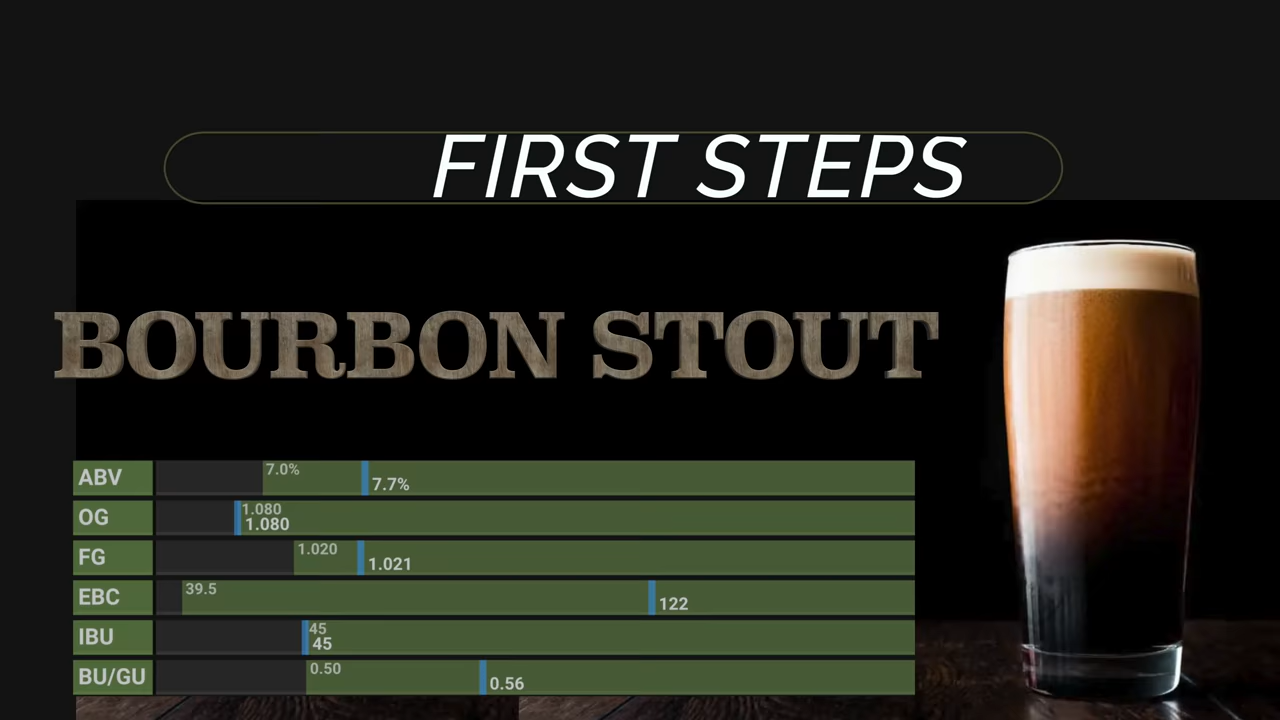 FIRST STEPS
BOURBON STOUT
ABV 7.0% 7.7%
OG 1.080 1.080
FG 1.020 1.021
EBC 39.5 122
IBU 45 45
BU/GU 0.50 0.56